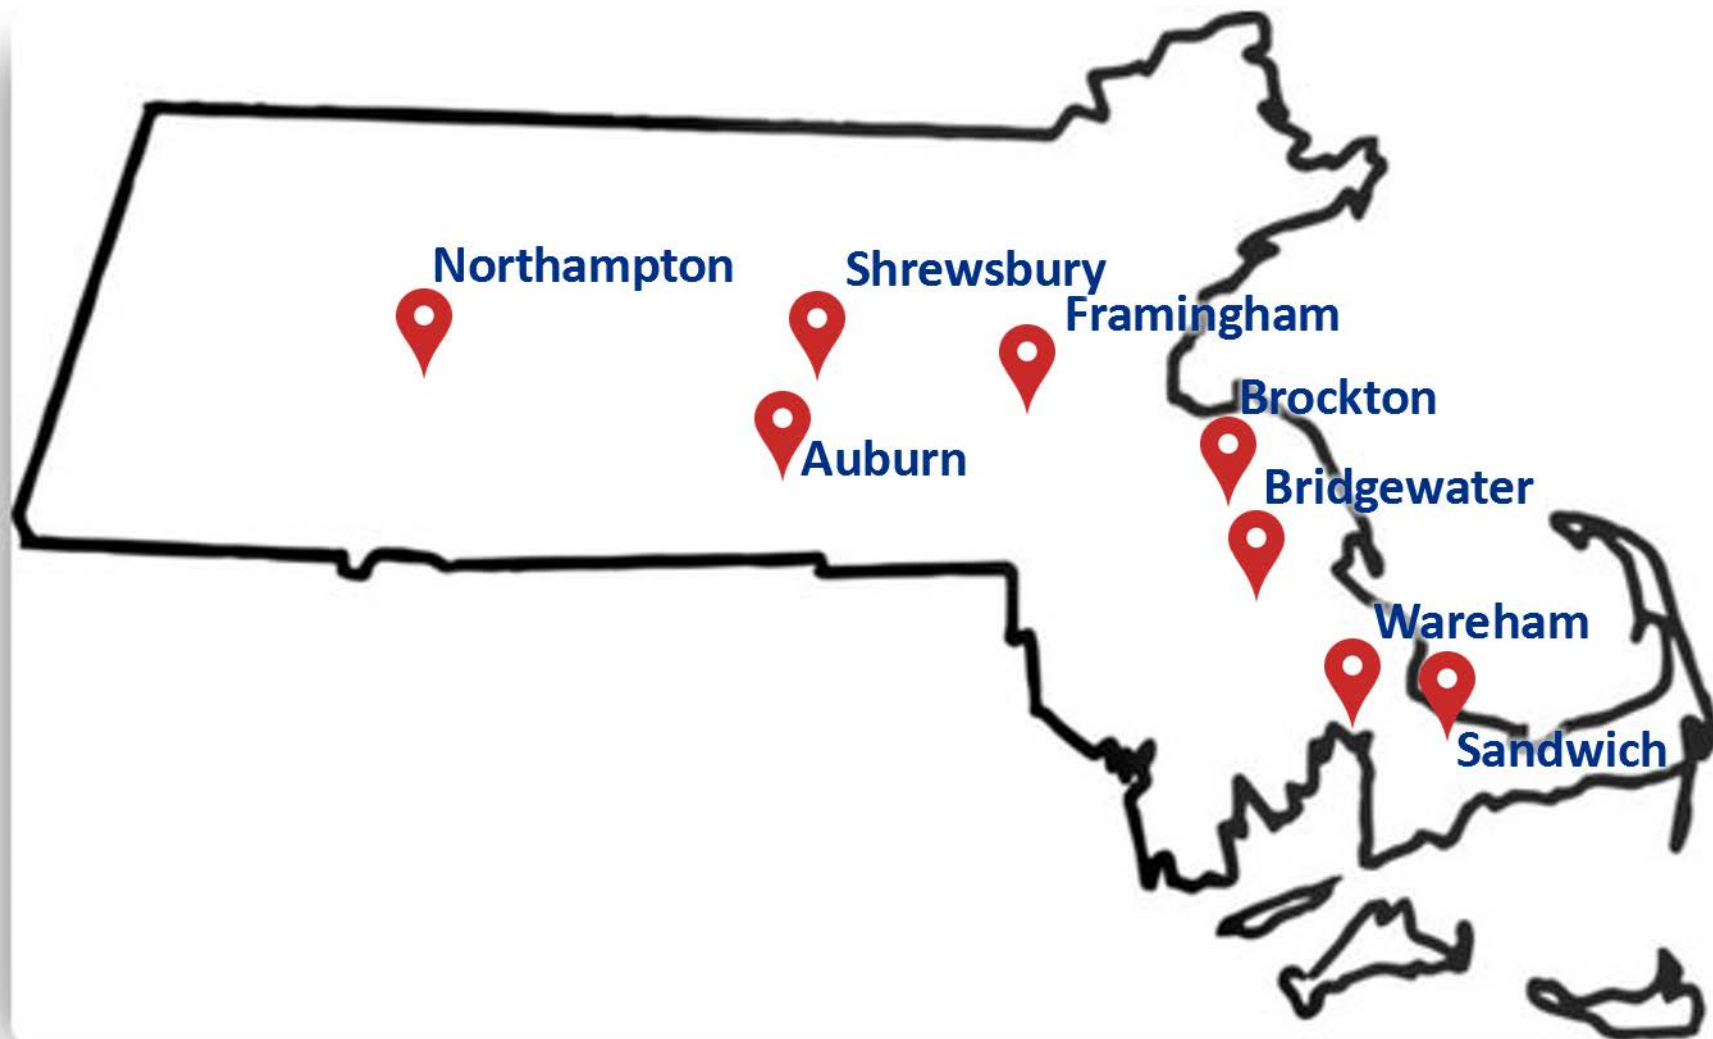 Northampton
Shrewsbury
Framingham
Brockton
Auburn
Bridgewater
Wareham
Sandwich